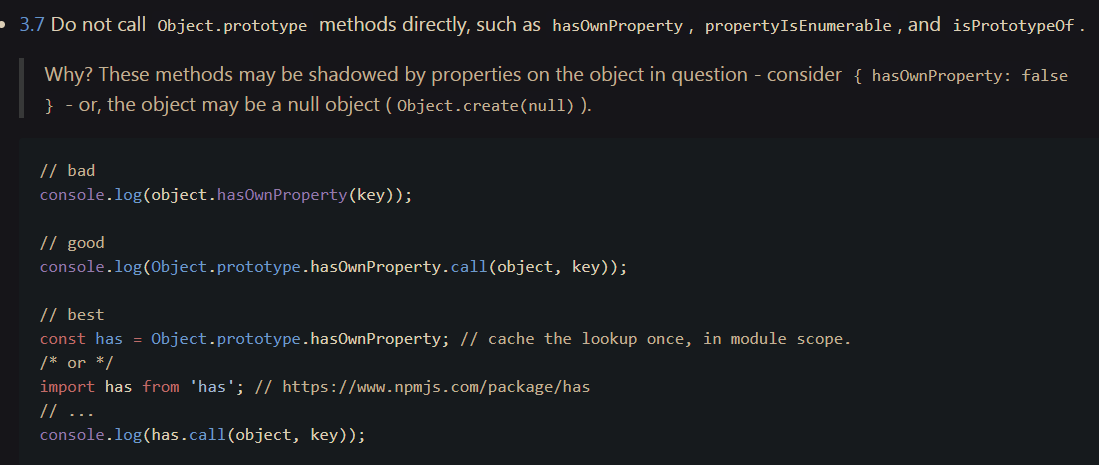 3.7 Do not call Object.prototype methods directly, such as hasOwnProperty, propertyIsEnumerable, and isPrototypeOf.
Why? These methods may be shadowed by properties on the object in question - consider { hasOwnProperty: false
} - or, the object may be a null object (Object.create(null)).
// bad
console.log(object.hasOwnProperty(key));
// good
console.log(Object.prototype.hasOwnProperty.call(object, key));
// best
const has = Object.prototype.hasOwnProperty; // cache the lookup once, in module scope.
/* or */
import has from 'has'; // https://www.npmjs.com/package/has
// ...
console.log(has.call(object, key));